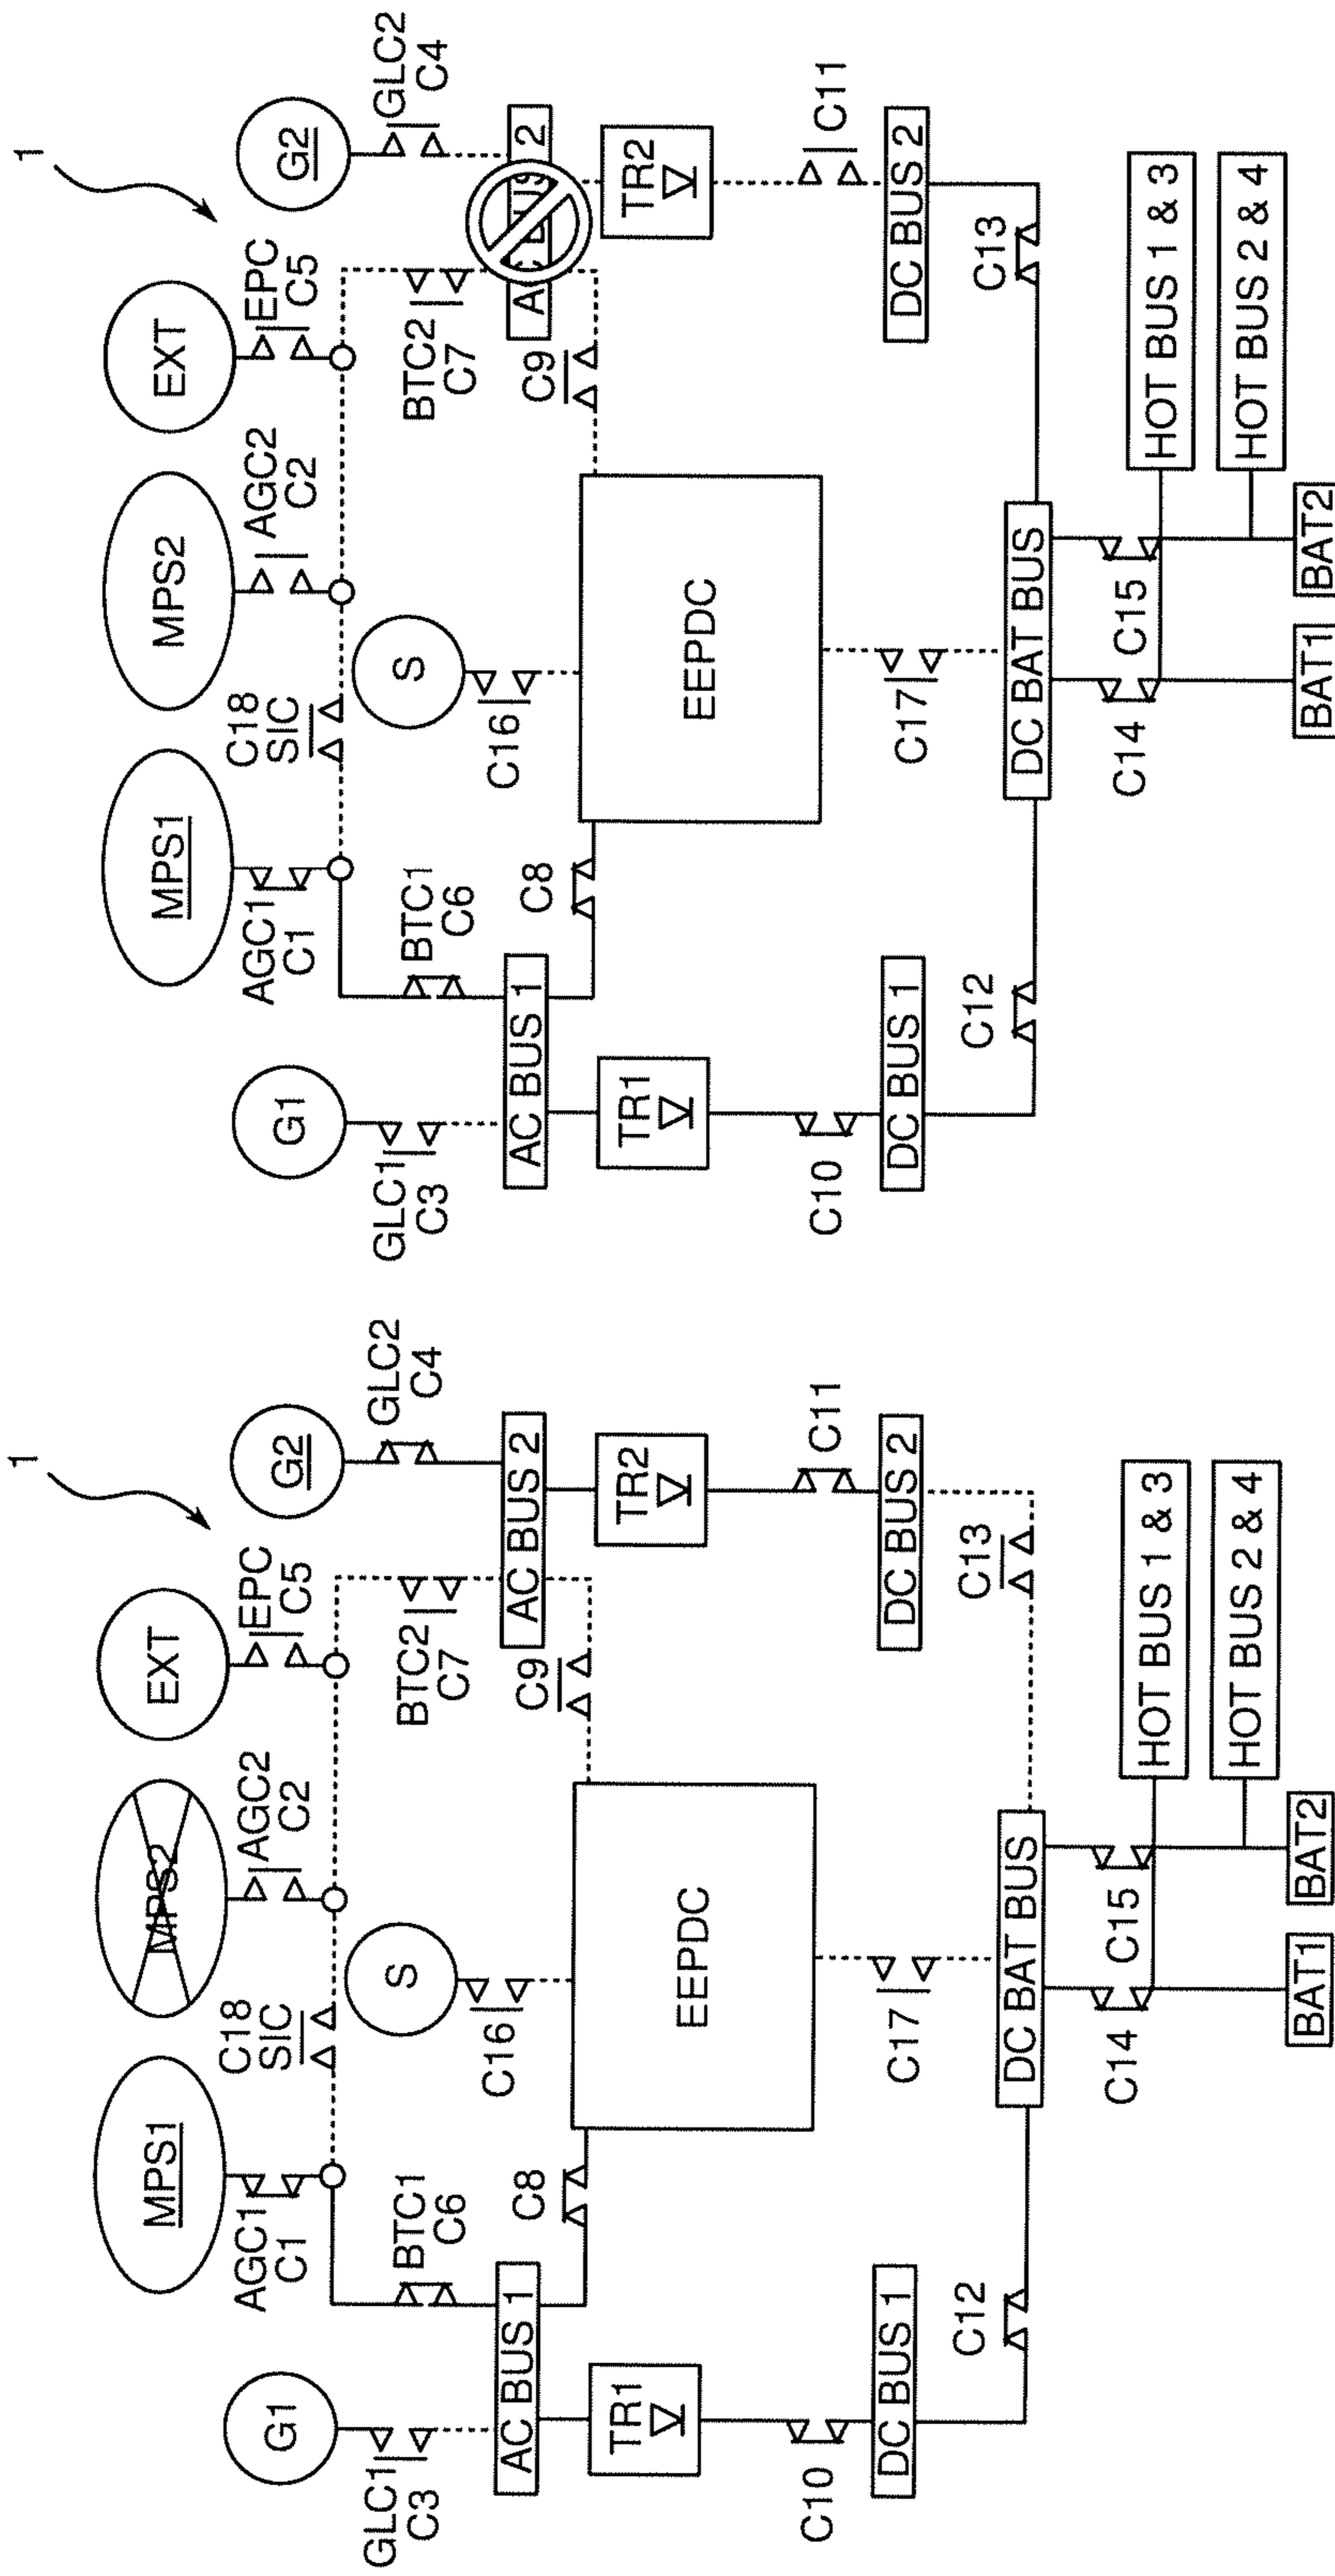 1
MPS1
MPS2
EXT
AGC1
C1
C18
SIC
AGC2
C2
EPC
C5
G1
G2
GLC1
C3
GLC2
C4
BTC1
C6
S
BTC2
C7
C16
AC BUS 1
AC BUS 2
C8
C9
TR1
EEPDC
TR2
C10
C17
C11
DC BUS 1
DC BUS 2
C12
DC BAT BUS
C13
C14
C15
HOT BUS 1 & 3
HOT BUS 2 & 4
BAT1
BAT2
1
MPS1
MPS2
EXT
AGC1
C1
C18
SIC
AGC2
C2
EPC
C5
G1
G2
GLC1
C3
GLC2
C4
BTC1
C6
S
BTC2
C7
C16
AC BUS 1
2
C8
C9
TR1
EEPDC
TR2
C10
C17
C11
DC BUS 1
DC BUS 2
C12
DC BAT BUS
C13
C14
C15
HOT BUS 1 & 3
HOT BUS 2 & 4
BAT1
BAT2